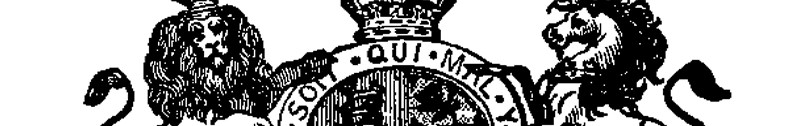 SOIT · QUI · MAL · Y